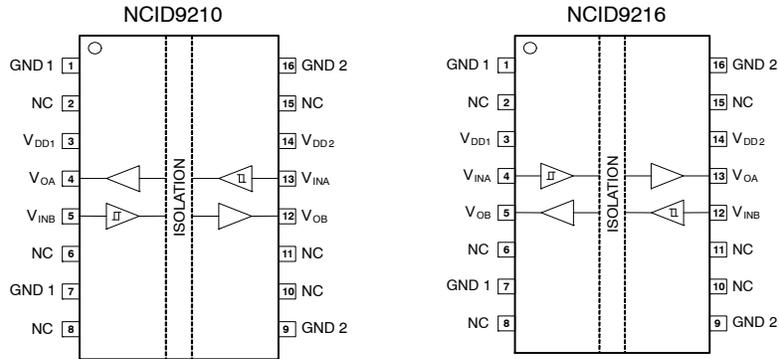 NCID9210
GND 1 1
NC 2
VDD1 3
VOA 4
VINB 5
NC 6
GND 1 7
NC 8
ISOLATION
16 GND 2
15 NC
14 VDD2
13 VINA
12 VOB
11 NC
10 NC
9 GND 2
NCID9216
GND 1 1
NC 2
VDD1 3
VINA 4
VOB 5
NC 6
GND 1 7
NC 8
ISOLATION
16 GND 2
15 NC
14 VDD2
13 VOA
12 VINB
11 NC
10 NC
9 GND 2